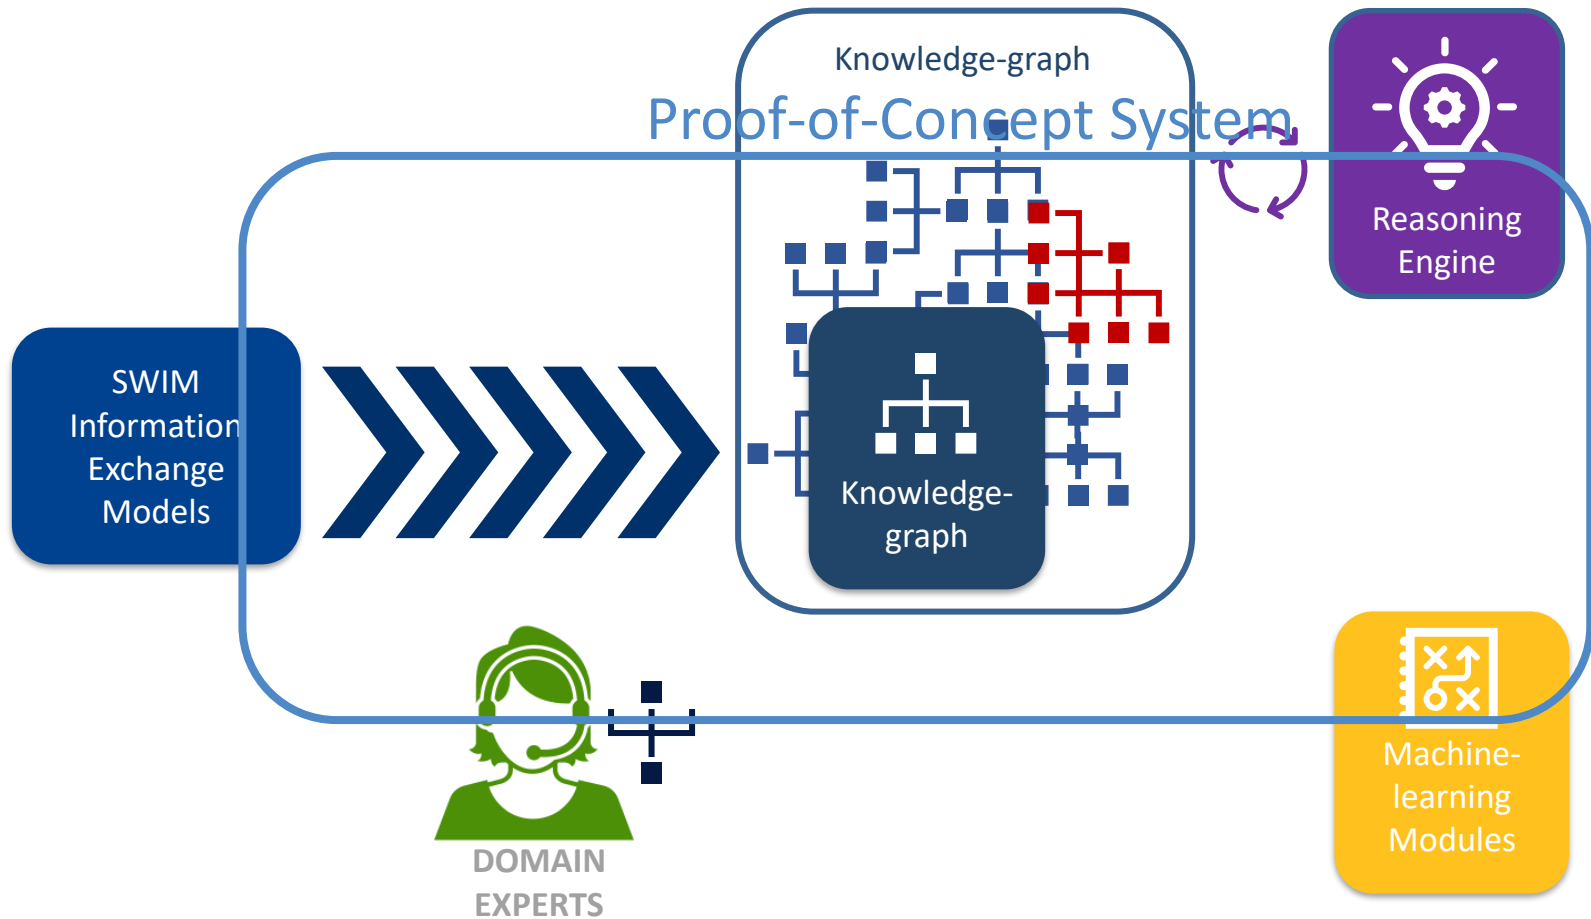 Knowledge-graph
Proof-of-Concept System
Reasoning
Engine
SWIM
Information
Exchange
Models
Knowledge-
graph
Machine-
learning
Modules
DOMAIN
EXPERTS